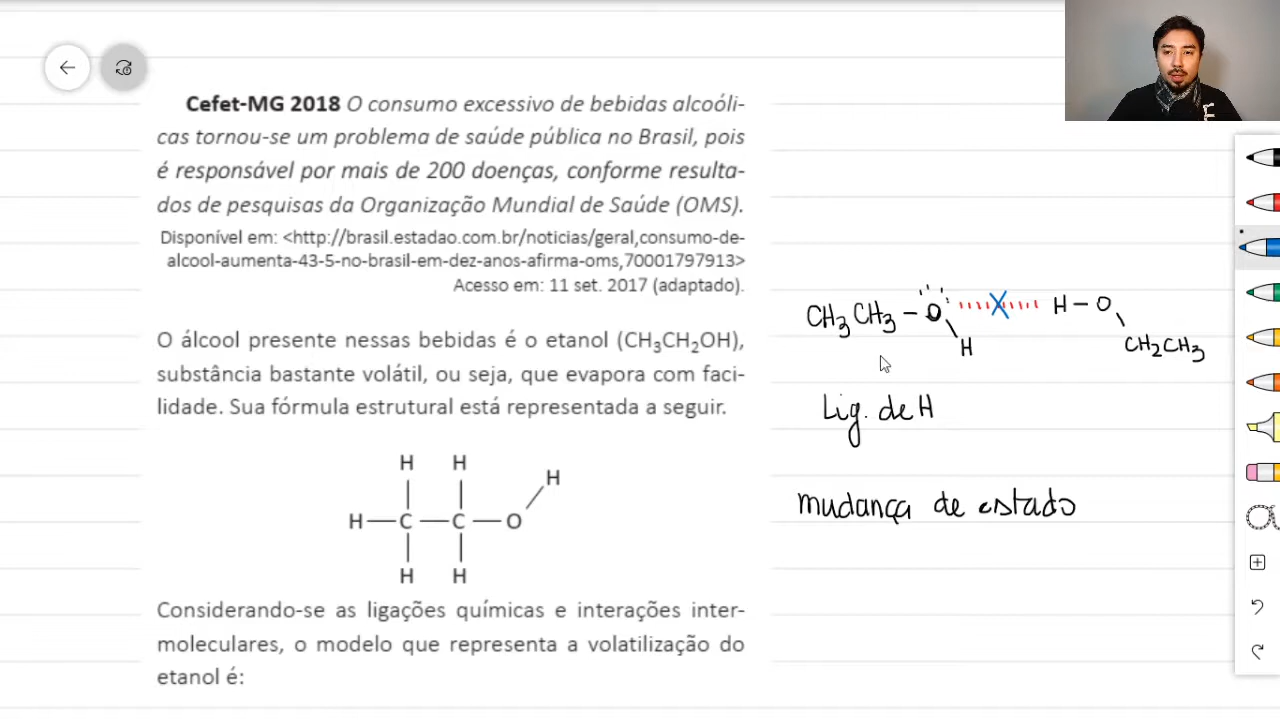 Cefet-MG 2018 O consumo excessivo de bebidas alcoóli-
cas tornou-se um problema de saúde pública no Brasil, pois
é responsável por mais de 200 doenças, conforme resulta-
dos de pesquisas da Organização Mundial de Saúde (OMS).
Disponível em: <http://brasil.estadao.com.br/noticias/geral,consumo-de-
alcool-aumenta-43-5-no-brasil-em-dez-anos-afirma-oms,70001797913>
Acesso em: 11 set. 2017 (adaptado).
O álcool presente nessas bebidas é o etanol (CH₃CH₂OH),
substância bastante volátil, ou seja, que evapora com faci-
lidade. Sua fórmula estrutural está representada a seguir.
H H H
H—C—C—O
H H
Considerando-se as ligações químicas e interações inter-
moleculares, o modelo que representa a volatilização do
etanol é:
CH₃CH₃–O H–O
H CH₂CH₃
Lig. de H
mudança de estado